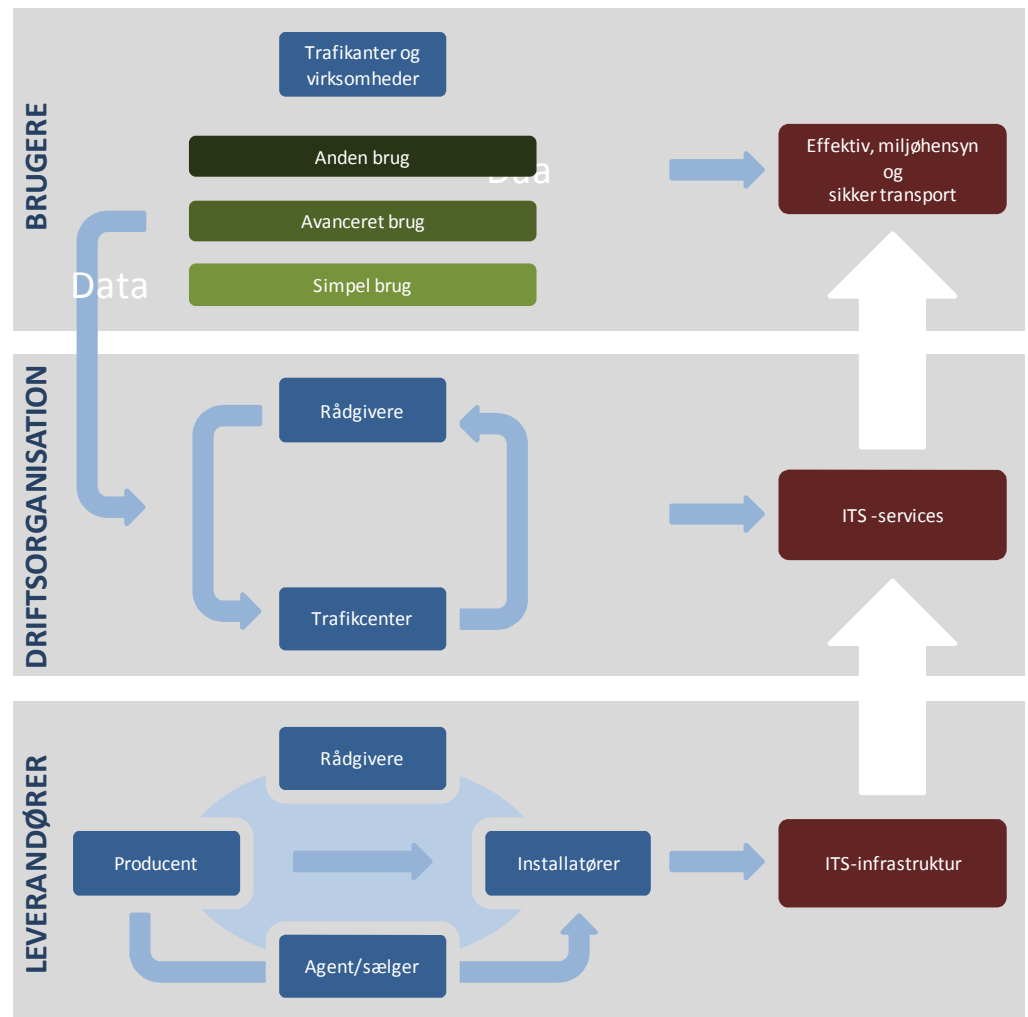 BRUGERE
Trafikanter og
virksomheder
Anden brug
Data
Avanceret brug
Data
Simpel brug
Effektiv, miljøhensyn
og
sikker transport
DRIFTSORGANISATION
Rådgivere
Trafikcenter
ITS -services
LEVERANDØRER
Rådgivere
Producent
Installatører
Agent/sælger
ITS-infrastruktur